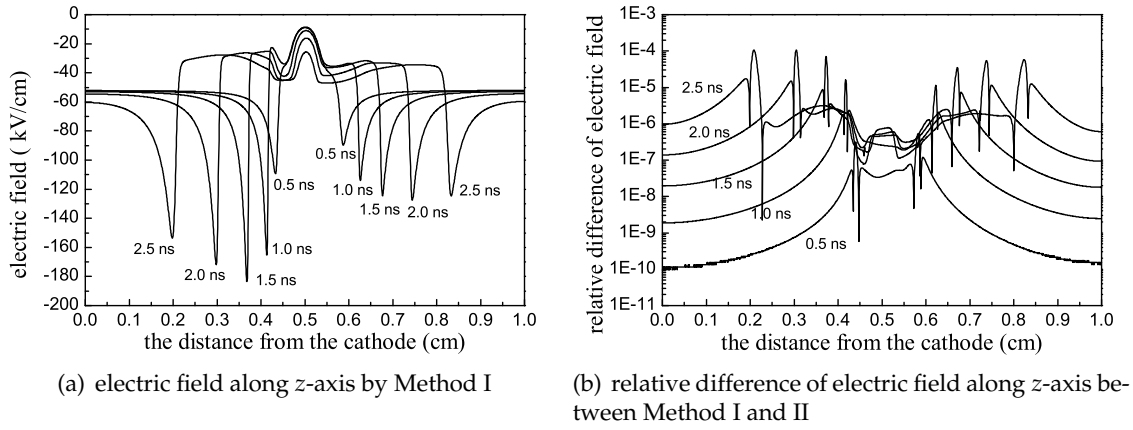 0
-20
-40
-60
-80
-100
-120
-140
-160
-180
-200
electric field ( kV/cm)
0.5 ns
0.5 ns
1.0 ns
1.5 ns
2.0 ns
2.5 ns
2.5 ns
2.0 ns
1.0 ns
1.5 ns
0.0 0.1 0.2 0.3 0.4 0.5 0.6 0.7 0.8 0.9 1.0
the distance from the cathode (cm)
(a) electric field along z-axis by Method I
1E-3
1E-4
1E-5
1E-6
1E-7
1E-8
1E-9
1E-10
1E-11
relative difference of electric field
2.5 ns
2.0 ns
1.5 ns
1.0 ns
0.5 ns
0.0 0.1 0.2 0.3 0.4 0.5 0.6 0.7 0.8 0.9 1.0
the distance from the cathode (cm)
(b) relative difference of electric field along z-axis be-
tween Method I and II